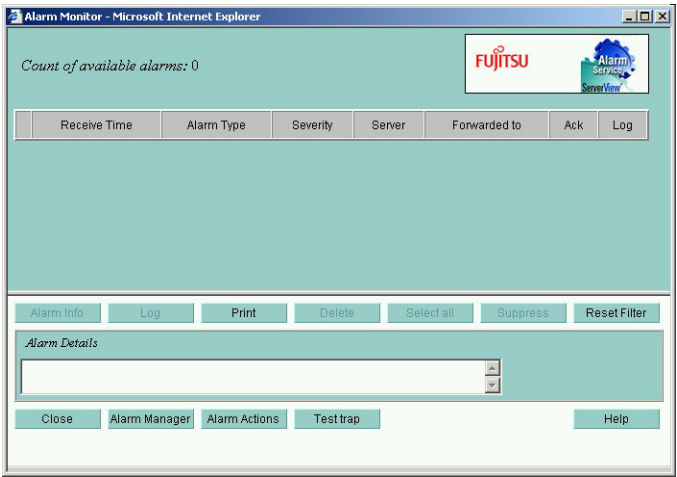 Alarm Monitor - Microsoft Internet Explorer
Count of available alarms: 0
FUJITSU
Alarm
Service
ServerView
Receive Time Alarm Type Severity Server Forwarded to Ack Log
Alarm Info Log Print Delete Select all Suppress Reset Filter
Alarm Details
Close Alarm Manager Alarm Actions Test trap Help